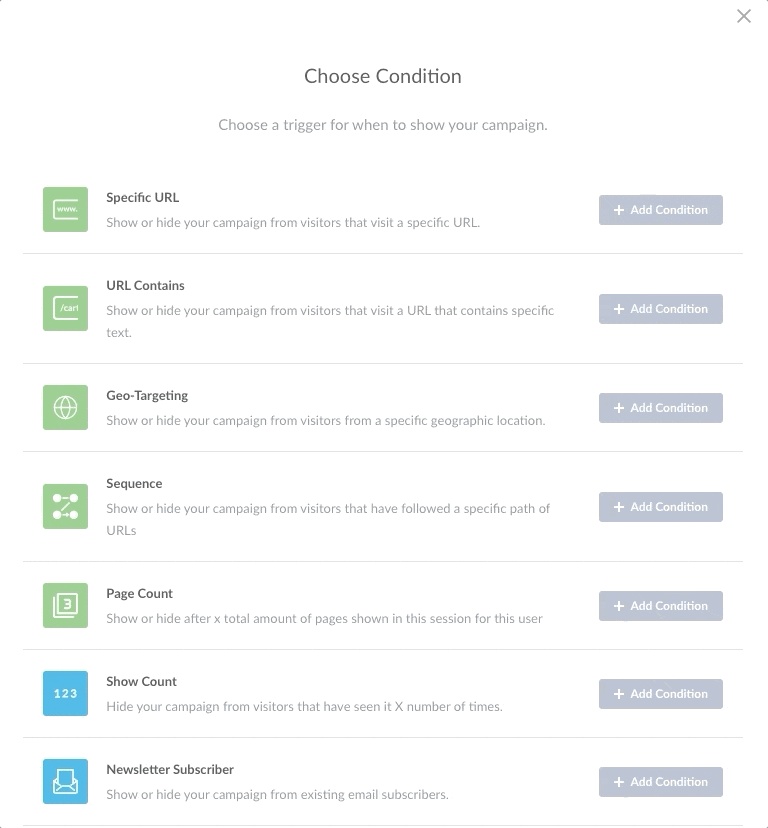 Choose Condition
Choose a trigger for when to show your campaign.
www.
Specific URL
Show or hide your campaign from visitors that visit a specific URL.
+ Add Condition
/cart
URL Contains
Show or hide your campaign from visitors that visit a URL that contains specific
text.
+ Add Condition
Geo-Targeting
Show or hide your campaign from visitors from a specific geographic location.
+ Add Condition
Sequence
Show or hide your campaign from visitors that have followed a specific path of
URLs
+ Add Condition
3
Page Count
Show or hide after x total amount of pages shown in this session for this user
+ Add Condition
123
Show Count
Hide your campaign from visitors that have seen it X number of times.
+ Add Condition
Newsletter Subscriber
Show or hide your campaign from existing email subscribers.
+ Add Condition